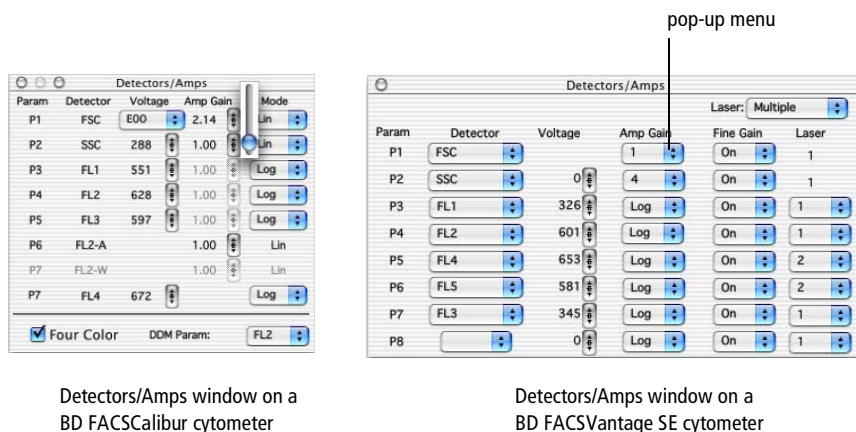 pop-up menu
Detectors/Amps
Param Detector Voltage Amp Gain Mode
P1 FSC E00 2.14 Lin
P2 SSC 288 1.00 Lin
P3 FL1 551 1.00 Log
P4 FL2 628 1.00 Log
P5 FL3 597 1.00 Log
P6 FL2-A 1.00 Lin
P7 FL2-W 1.00 Lin
P7 FL4 672 Log
Four Color DDM Param: FL2
Detectors/Amps window on a
BD FACSCalibur cytometer
Detectors/Amps
Laser: Multiple
Param Detector Voltage Amp Gain Fine Gain Laser
P1 FSC 1 On 1
P2 SSC 0 4 On 1
P3 FL1 326 Log On 1
P4 FL2 601 Log On 1
P5 FL4 653 Log On 2
P6 FL5 581 Log On 2
P7 FL3 345 Log On 1
P8 0 Log On 1
Detectors/Amps window on a
BD FACSVantage SE cytometer